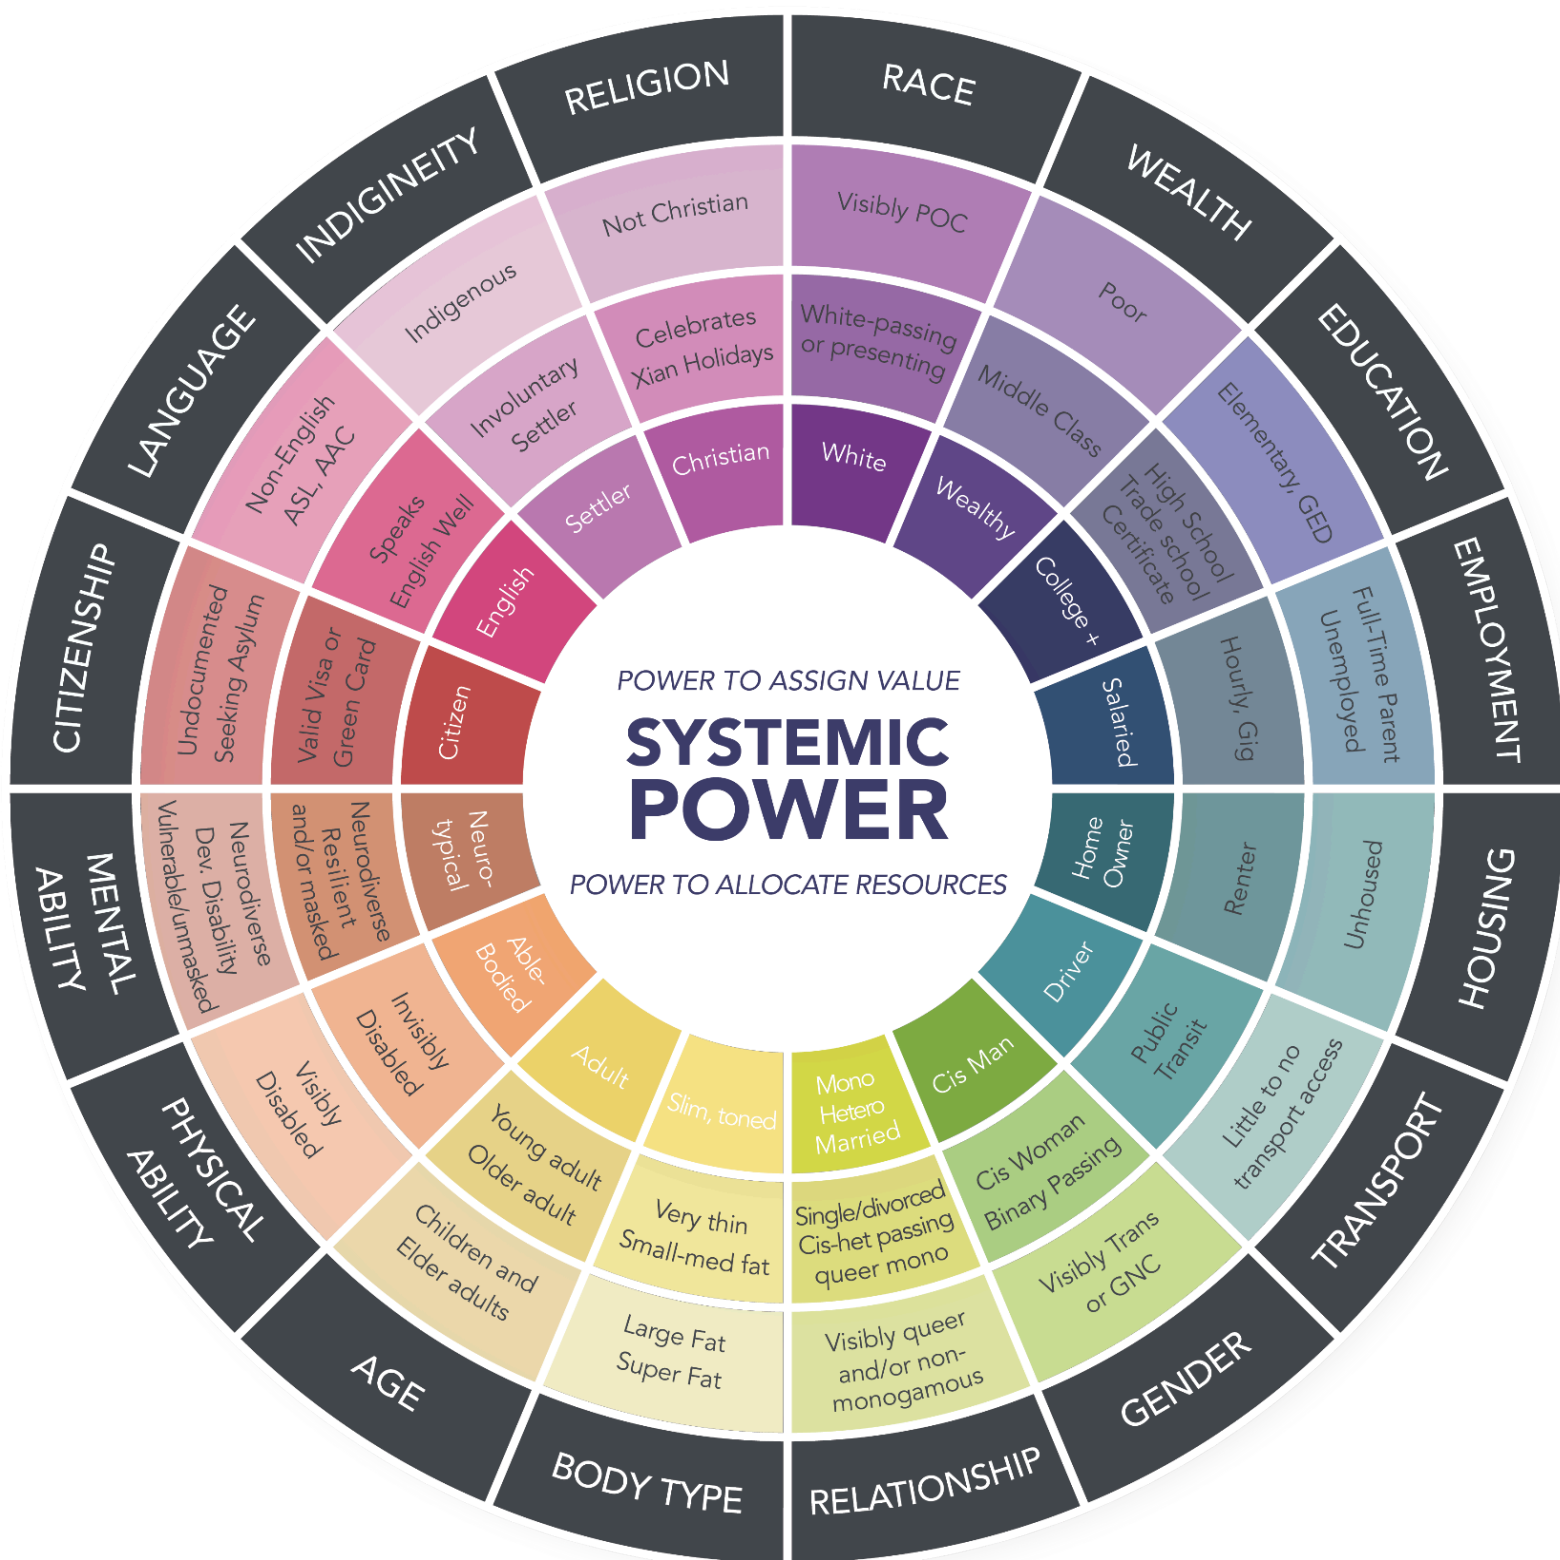 RACE
Visibly POC
White-passing
or presenting
White
WEALTH
Poor
Middle Class
Wealthy
EDUCATION
Elementary, GED
High School
Trade school
Certificate
College +
EMPLOYMENT
Full-Time Parent
Unemployed
Hourly, Gig
Salaried
HOUSING
Unhoused
Renter
Home
Owner
TRANSPORT
Little to no
transport access
Public
Transit
Driver
GENDER
Visibly Trans
or GNC
Cis Woman
Binary Passing
Cis Man
RELATIONSHIP
Visibly queer
and/or non-
monogamous
Single/divorced
Cis-het passing
queer mono
Mono
Hetero
Married
BODY TYPE
Large Fat
Super Fat
Very thin
Small-med fat
Slim, toned
AGE
Children and
Elder adults
Young adult
Older adult
Adult
PHYSICAL
ABILITY
Visibly
Disabled
Invisibly
Disabled
Able-
Bodied
MENTAL
ABILITY
Neurodiverse
Dev. Disability
Vulnerable/unmasked
Neurodiverse
Resilient
and/or masked
Neuro-
typical
CITIZENSHIP
Undocumented
Seeking Asylum
Valid Visa or
Green Card
Citizen
LANGUAGE
Non-English
ASL, AAC
Speaks
English Well
English
INDIGINEITY
Indigenous
Involuntary
Settler
Settler
RELIGION
Not Christian
Celebrates
Xian Holidays
Christian
POWER TO ASSIGN VALUE
SYSTEMIC
POWER
POWER TO ALLOCATE RESOURCES